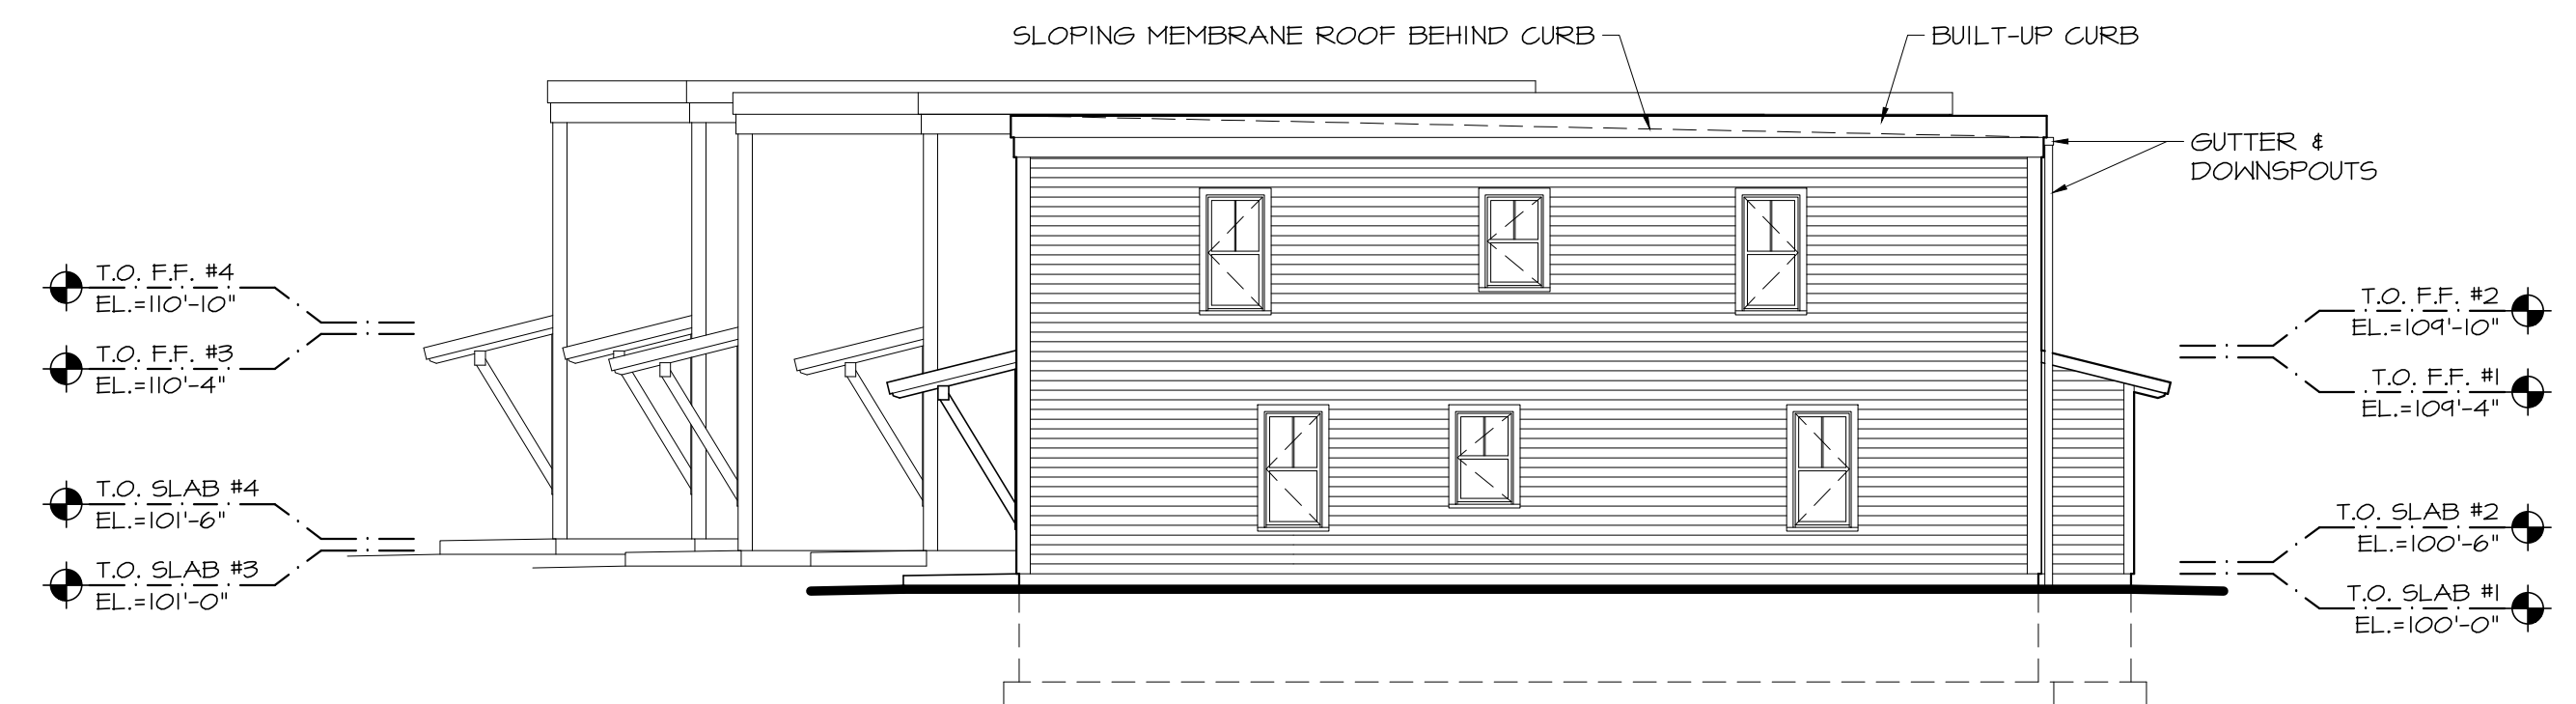 SLOPING MEMBRANE ROOF BEHIND CURB
BUILT-UP CURB
GUTTER &
DOWNSPOUTS
T.O. F.F. #4
EL.=110'-10"
T.O. F.F. #3
EL.=110'-4"
T.O. SLAB #4
EL.=101'-6"
T.O. SLAB #3
EL.=101'-0"
T.O. F.F. #2
EL.=109'-10"
T.O. F.F. #1
EL.=109'-4"
T.O. SLAB #2
EL.=100'-6"
T.O. SLAB #1
EL.=100'-0"